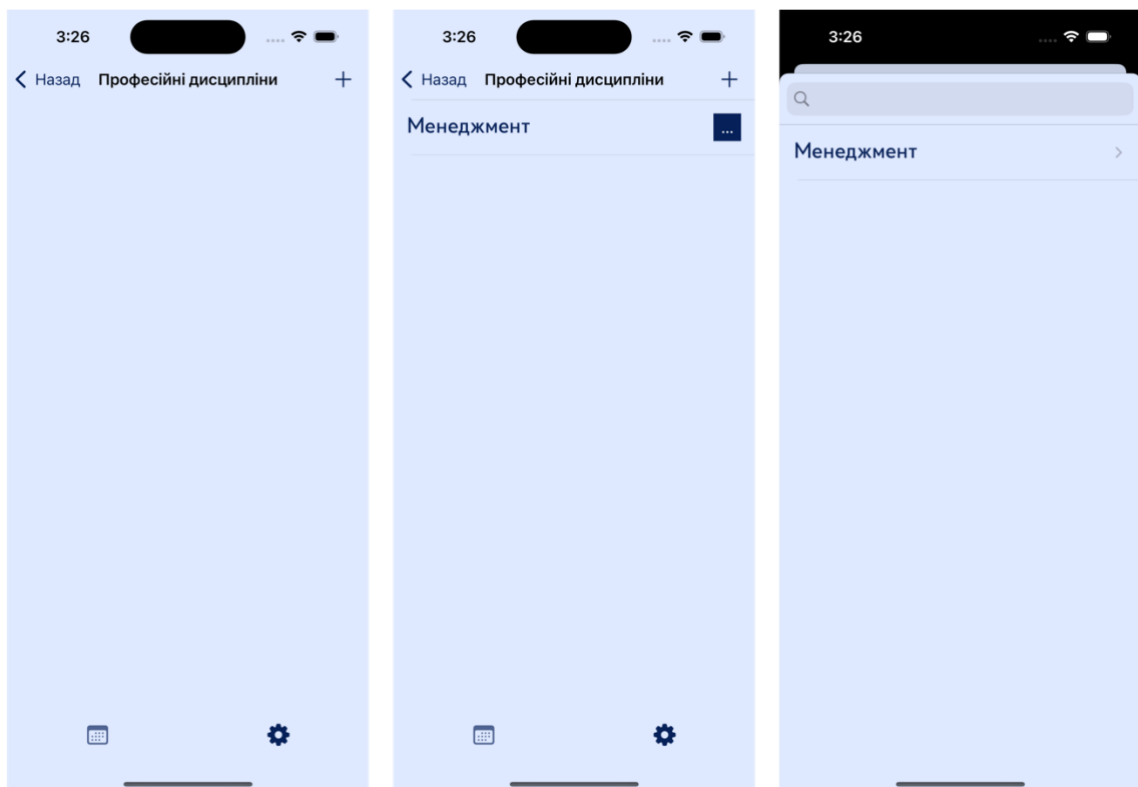 3:26
Назад Професійні дисципліни
3:26
Назад Професійні дисципліни
Менеджмент ...
3:26
Менеджмент